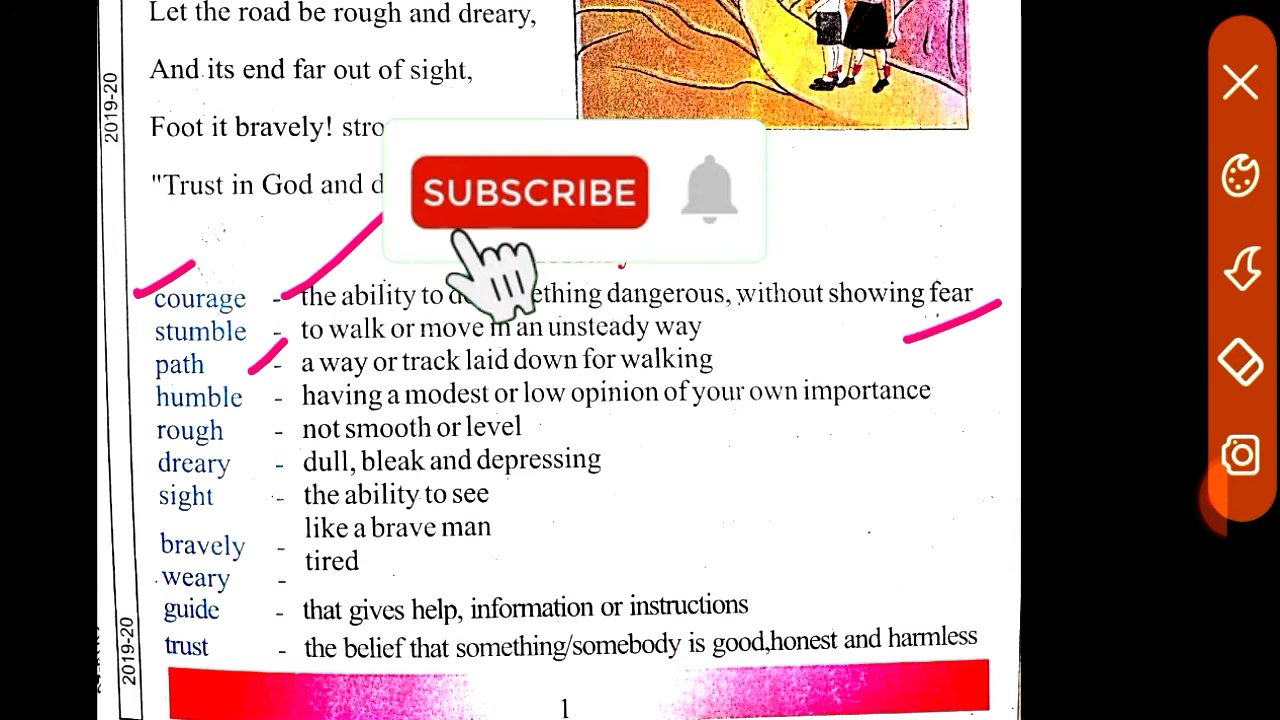 Let the road be rough and dreary,
And its end far out of sight,
Foot it bravely! stro
"Trust in God and d
SUBSCRIBE
courage - the ability to d ething dangerous, without showing fear
stumble - to walk or move in an unsteady way
path - a way or track laid down for walking
humble - having a modest or low opinion of your own importance
rough - not smooth or level
dreary - dull, bleak and depressing
sight - the ability to see
bravely - like a brave man
weary - tired
guide - that gives help, information or instructions
trust - the belief that something/somebody is good,honest and harmless
1
2019-20
2019-20